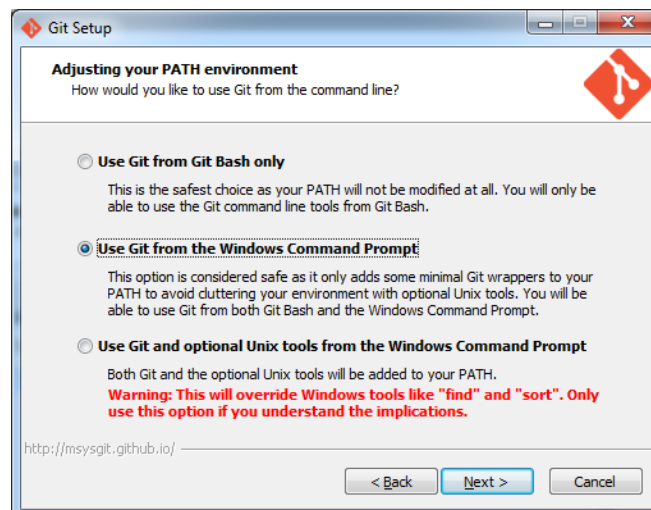 Git Setup
Adjusting your PATH environment
How would you like to use Git from the command line?
Use Git from Git Bash only
This is the safest choice as your PATH will not be modified at all. You will only be
able to use the Git command line tools from Git Bash.
Use Git from the Windows Command Prompt
This option is considered safe as it only adds some minimal Git wrappers to your
PATH to avoid cluttering your environment with optional Unix tools. You will be
able to use Git from both Git Bash and the Windows Command Prompt.
Use Git and optional Unix tools from the Windows Command Prompt
Both Git and the optional Unix tools will be added to your PATH.
Warning: This will override Windows tools like "find" and "sort". Only
use this option if you understand the implications.
http://msysgit.github.io/
< Back Next > Cancel